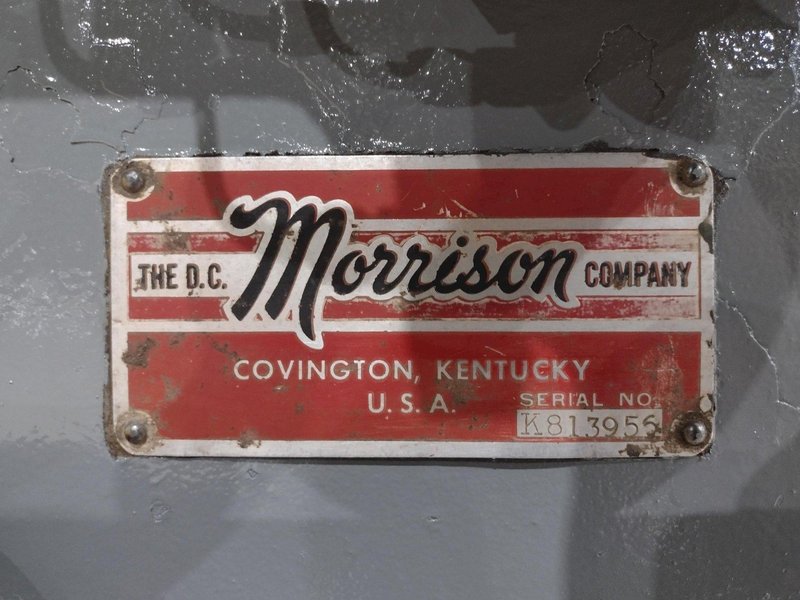 THE D.C. Morrison COMPANY
COVINGTON, KENTUCKY
U. S. A.
SERIAL NO.
K813956